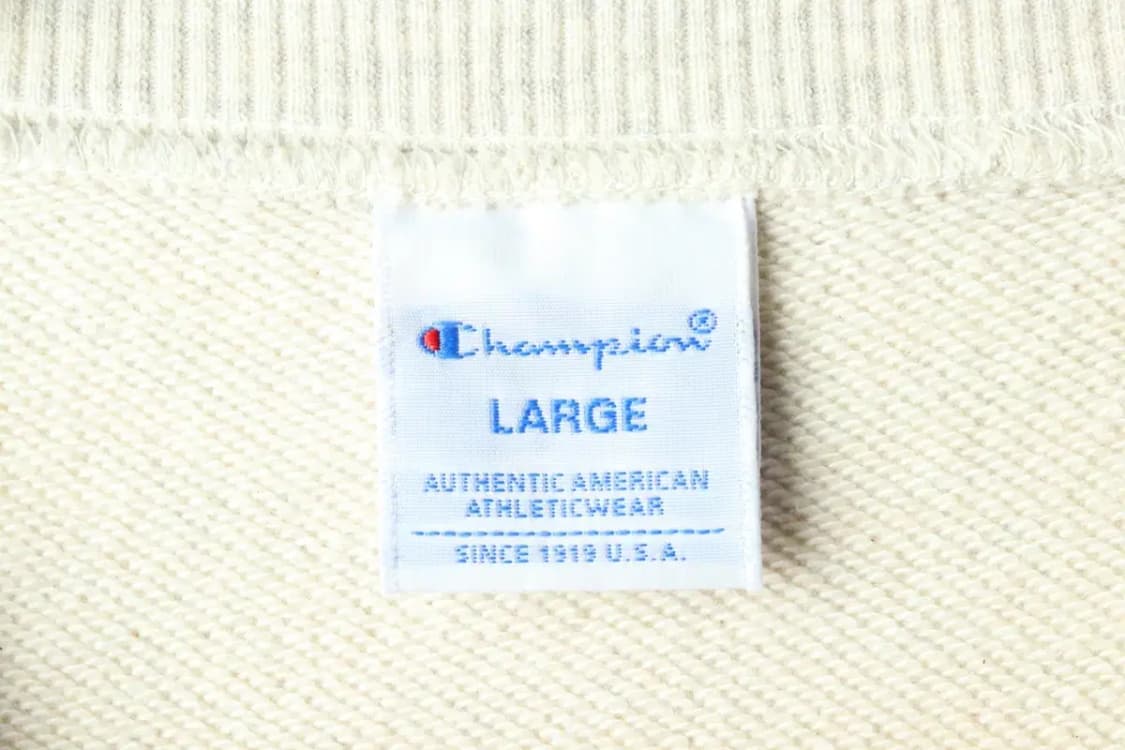 Champion®
LARGE
AUTHENTIC AMERICAN
ATHLETICWEAR
SINCE 1919 U.S.A.